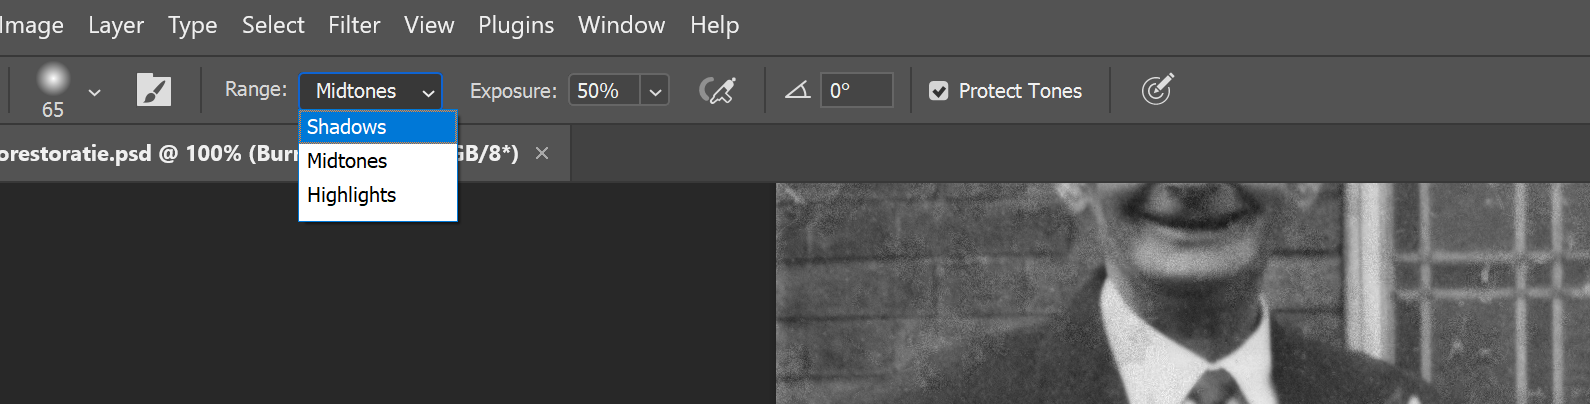 Image Layer Type Select Filter View Plugins Window Help
65 Range: Midtones Exposure: 50% 0° Protect Tones
Shadows
orestoratie.psd @ 100% (Burn GB/8*) ×
Midtones
Highlights